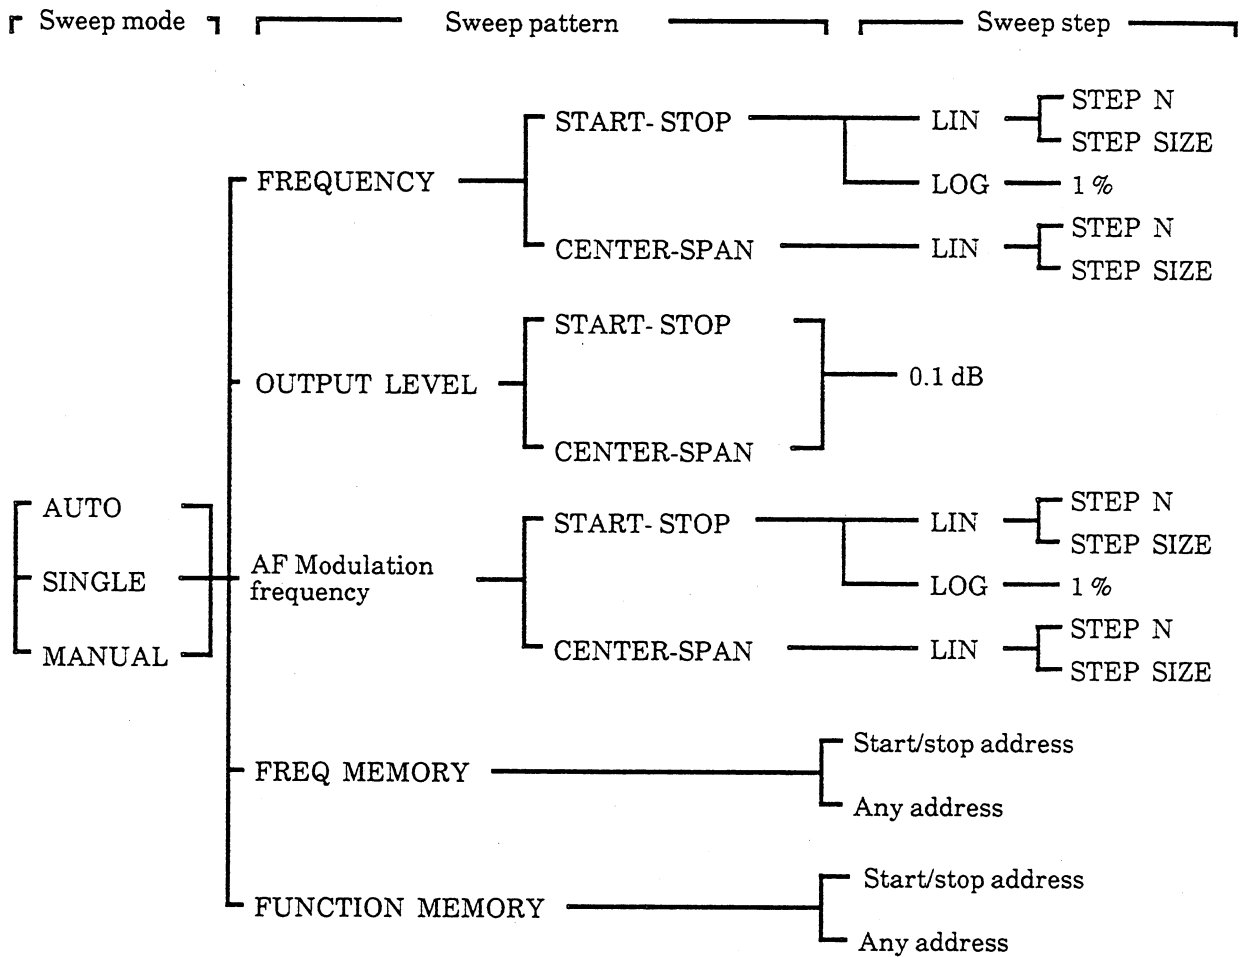 Sweep mode Sweep pattern Sweep step
STEP N
START- STOP LIN
STEP SIZE
FREQUENCY LOG 1 %
STEP N
CENTER-SPAN LIN
STEP SIZE
START- STOP
OUTPUT LEVEL 0.1 dB
CENTER-SPAN
AUTO STEP N
START- STOP LIN
STEP SIZE
SINGLE AF Modulation
frequency LOG 1 %
STEP N
MANUAL CENTER-SPAN LIN
STEP SIZE
Start/stop address
FREQ MEMORY
Any address
Start/stop address
FUNCTION MEMORY
Any address